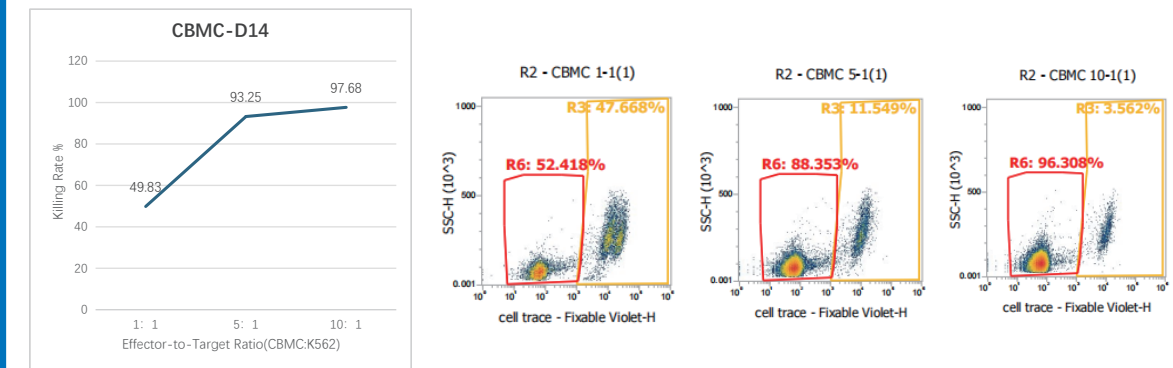 CBMC-D14
120
100
80
60
40
20
0
49.83
93.25
97.68
1: 1
5: 1
10: 1
Killing Rate %
Effector-to-Target Ratio(CBMC:K562)
R2 - CBMC 1-1(1)
R3: 47.668%
R6: 52.418%
1000
500
0.001
SSC-H (10^3)
cell trace - Fixable Violet-H
R2 - CBMC 5-1(1)
R3: 11.549%
R6: 88.353%
1000
500
0.001
SSC-H (10^3)
cell trace - Fixable Violet-H
R2 - CBMC 10-1(1)
R3: 3.562%
R6: 96.308%
1000
500
0.001
SSC-H (10^3)
cell trace - Fixable Violet-H